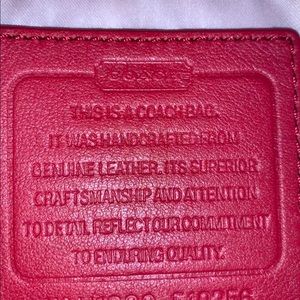 COACH
THIS IS A COACH BAG.
IT WAS HANDCRAFTED FROM
GENUINE LEATHER. ITS SUPERIOR
CRAFTSMANSHIP AND ATTENTION
TO DETAIL REFLECT OUR COMMITMENT
TO ENDURING QUALITY.